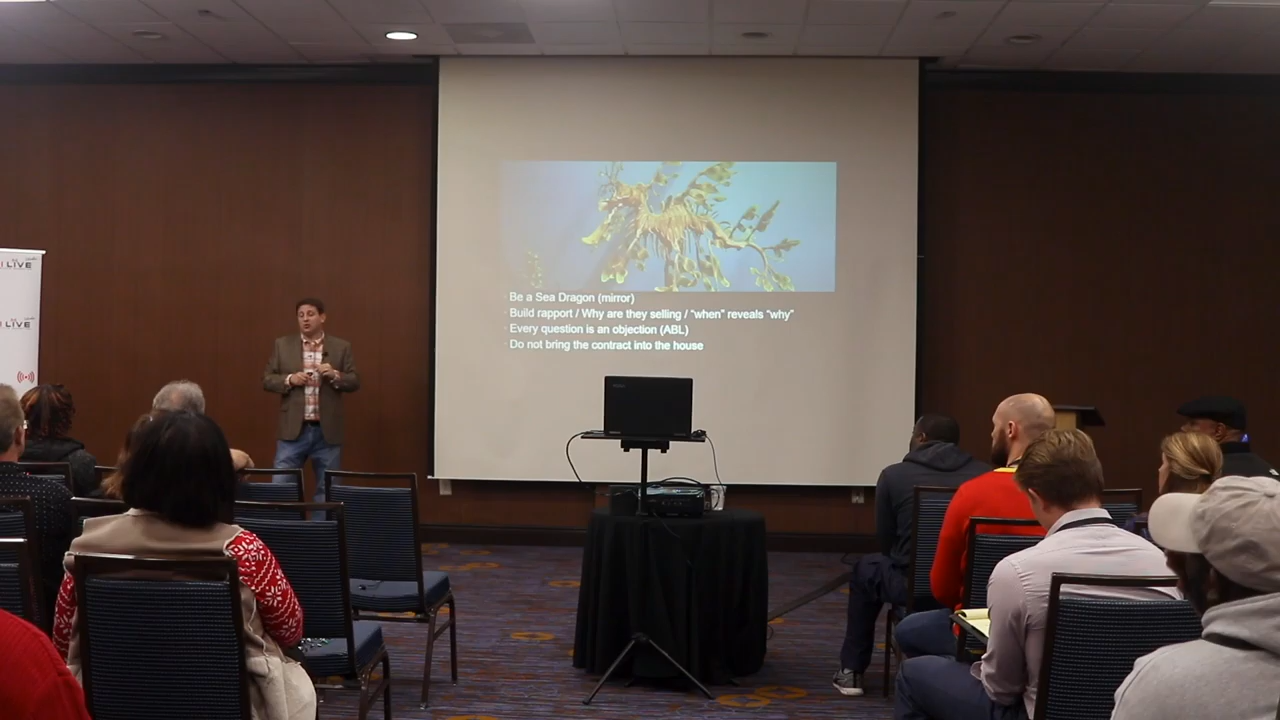 LIVE
LIVE
Be a Sea Dragon (mirror)
· Build rapport / Why are they selling / "when" reveals "why"
· Every question is an objection (ABL)
· Do not bring the contract into the house